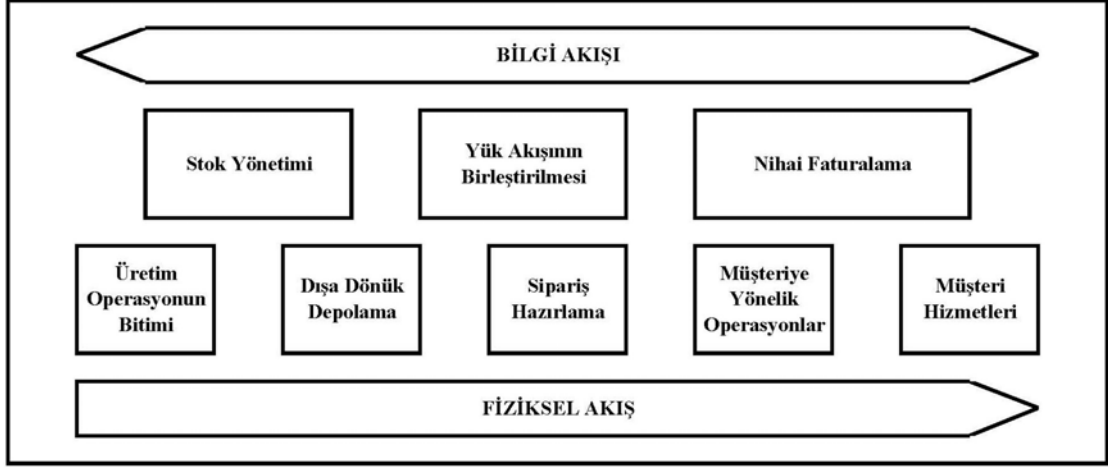 BİLGİ AKIŞI
Stok Yönetimi
Yük Akışının
Birleştirilmesi
Nihai Faturalama
Üretim
Operasyonun
Bitimi
Dışa Dönük
Depolama
Sipariş
Hazırlama
Müşteriye
Yönelik
Operasyonlar
Müşteri
Hizmetleri
FİZİKSEL AKIŞ